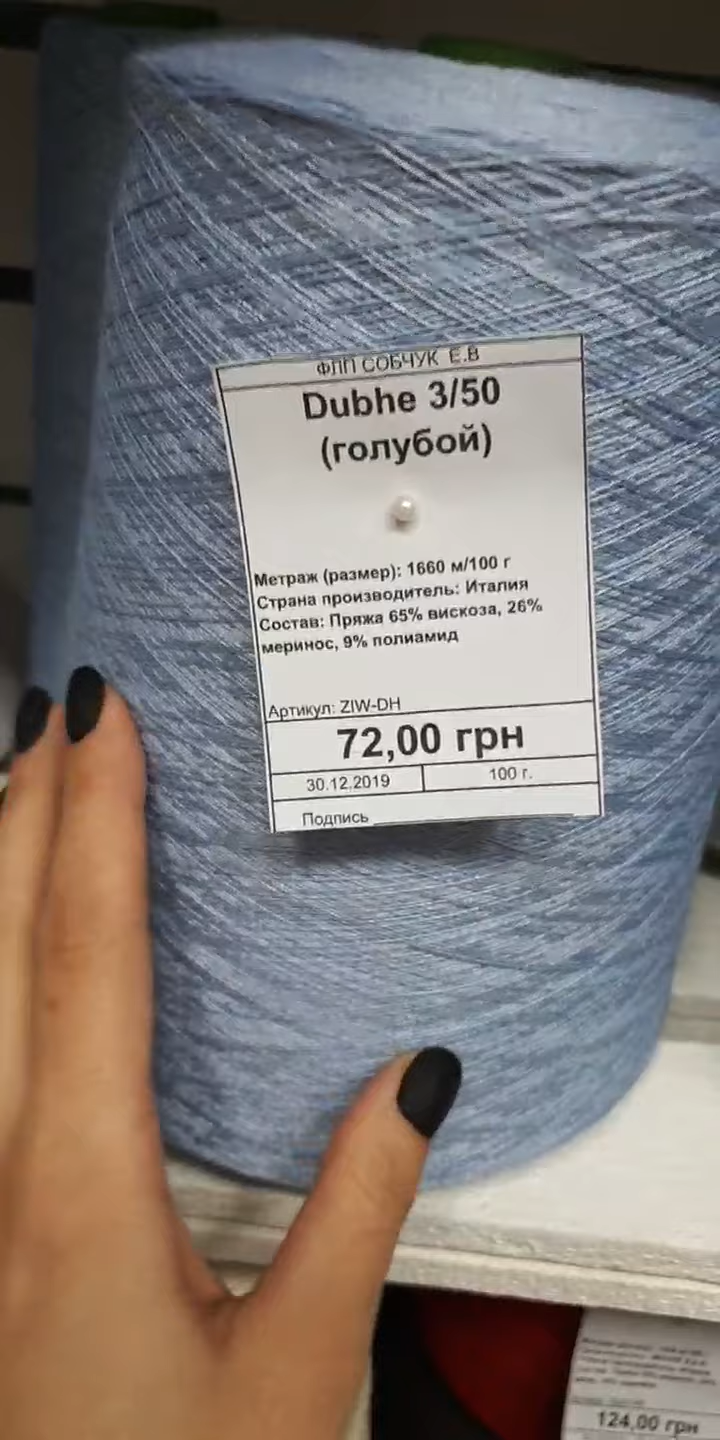 ФЛП СОБЧУК Е.В
Dubhe 3/50
(голубой)
Метраж (размер): 1660 м/100 г
Страна производитель: Италия
Состав: Пряжа 65% вискоза, 26%
меринос, 9% полиамид
Артикул: ZIW-DH
72,00 грн
30.12.2019 100 г.
Подпись
124,00 грн